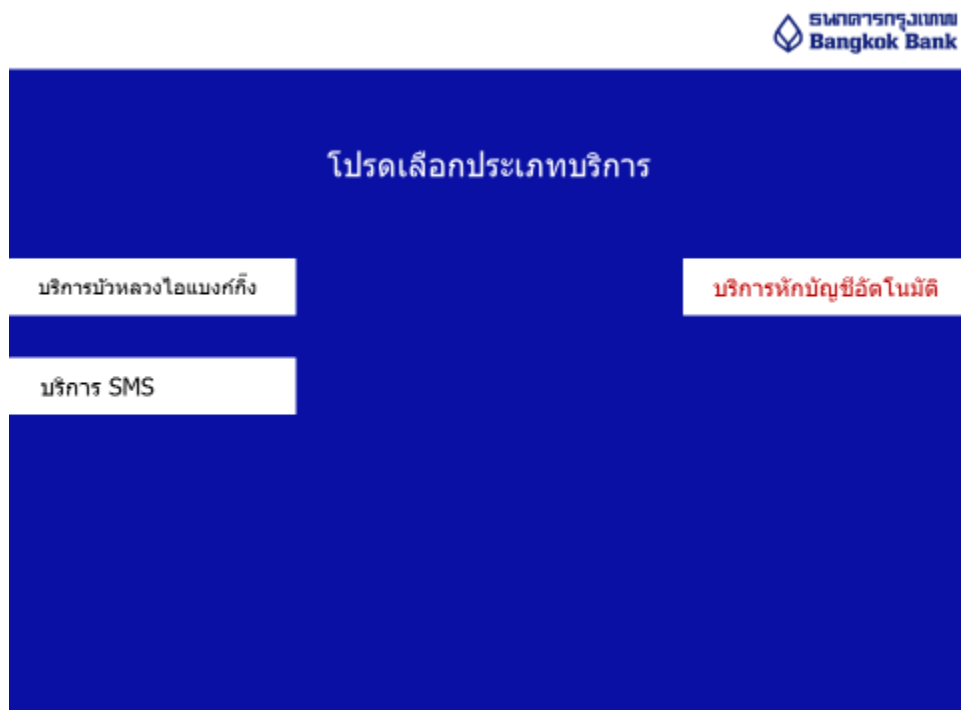 ธนาคารกรุงเทพ
Bangkok Bank
โปรดเลือกประเภทบริการ
บริการบัวหลวงไอแบงก์กิ้ง
บริการหักบัญชีอัตโนมัติ
บริการ SMS